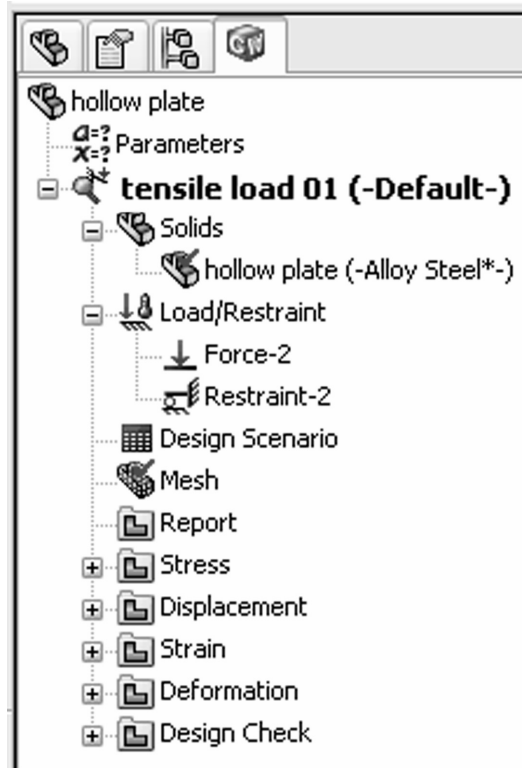 CW
hollow plate
a=?
x=?
Parameters
tensile load 01 (-Default-)
Solids
hollow plate (-Alloy Steel*-)
Load/Restraint
Force-2
Restraint-2
Design Scenario
Mesh
Report
Stress
Displacement
Strain
Deformation
Design Check